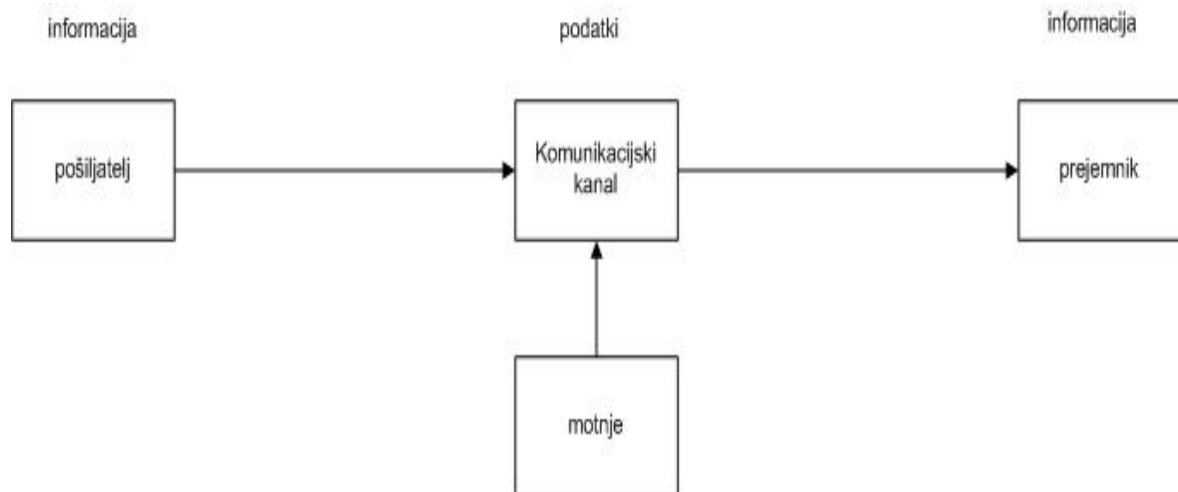 informacija
podatki
informacija
pošiljatelj
Komunikacijski
kanal
prejemnik
motnje